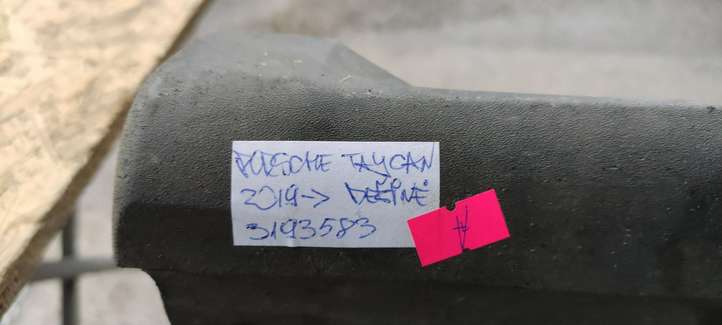 PORSCHE TAYCAN
2019-> DEŠINĖ
3193583